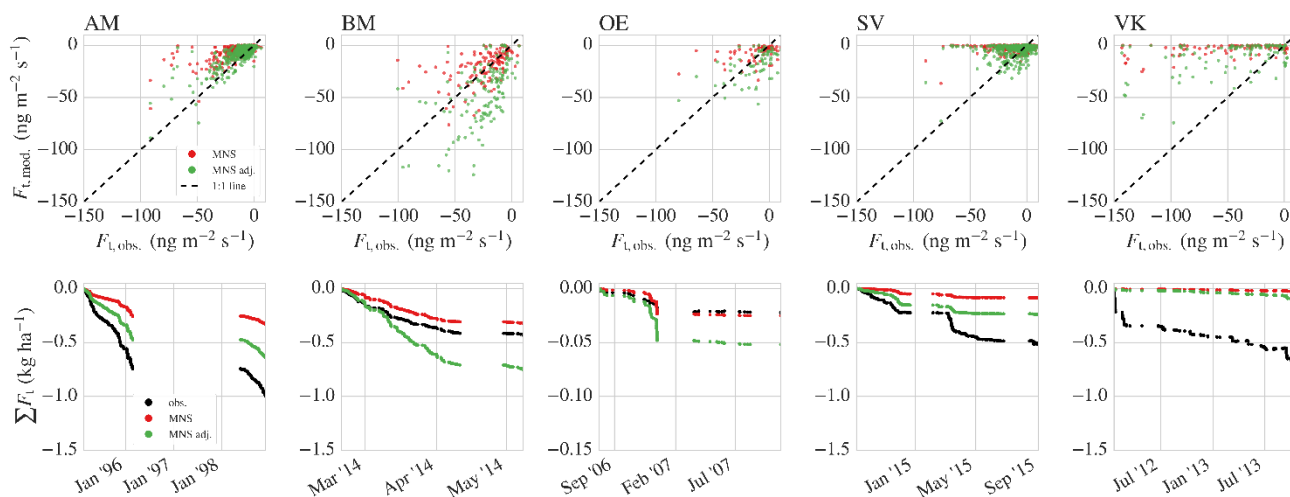 AM BM OE SV VK
F_t, mod. (ng m⁻² s⁻¹)
0 0 0 0 0
−50 −50 −50 −50 −50
−100 −100 −100 −100 −100
−150 −150 −150 −150 −150
MNS
MNS adj.
1:1 line
−150 −100 −50 0 −150 −100 −50 0 −150 −100 −50 0 −150 −100 −50 0 −150 −100 −50 0
F_t, obs. (ng m⁻² s⁻¹) F_t, obs. (ng m⁻² s⁻¹) F_t, obs. (ng m⁻² s⁻¹) F_t, obs. (ng m⁻² s⁻¹) F_t, obs. (ng m⁻² s⁻¹)
∑F_t (kg ha⁻¹)
0.0 0.0 0.00 0.0 0.0
−0.5 −0.5 −0.05 −0.5 −0.5
−1.0 −1.0 −0.10 −1.0 −1.0
−1.5 −1.5 −0.15 −1.5 −1.5
obs.
MNS
MNS adj.
Jan '96 Jan '97 Jan '98 Mar '14 Apr '14 May '14 Sep '06 Feb '07 Jul '07 Jan '15 May '15 Sep '15 Jul '12 Jan '13 Jul '13